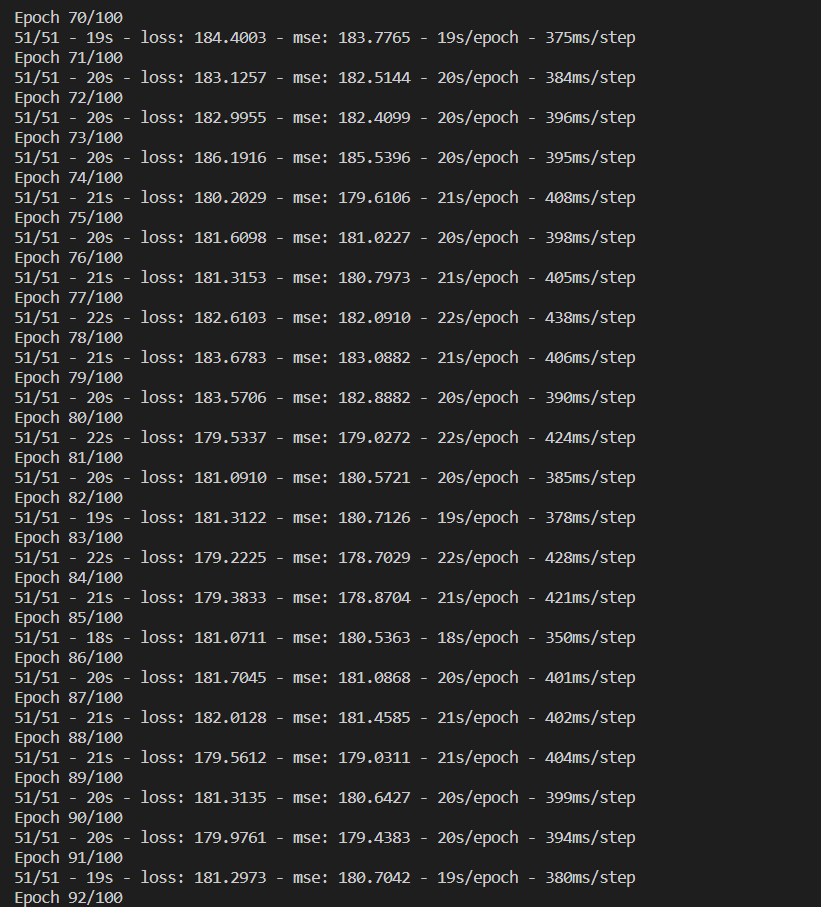 Epoch 70/100
51/51 - 19s - loss: 184.4003 - mse: 183.7765 - 19s/epoch - 375ms/step
Epoch 71/100
51/51 - 20s - loss: 183.1257 - mse: 182.5144 - 20s/epoch - 384ms/step
Epoch 72/100
51/51 - 20s - loss: 182.9955 - mse: 182.4099 - 20s/epoch - 396ms/step
Epoch 73/100
51/51 - 20s - loss: 186.1916 - mse: 185.5396 - 20s/epoch - 395ms/step
Epoch 74/100
51/51 - 21s - loss: 180.2029 - mse: 179.6106 - 21s/epoch - 408ms/step
Epoch 75/100
51/51 - 20s - loss: 181.6098 - mse: 181.0227 - 20s/epoch - 398ms/step
Epoch 76/100
51/51 - 21s - loss: 181.3153 - mse: 180.7973 - 21s/epoch - 405ms/step
Epoch 77/100
51/51 - 22s - loss: 182.6103 - mse: 182.0910 - 22s/epoch - 438ms/step
Epoch 78/100
51/51 - 21s - loss: 183.6783 - mse: 183.0882 - 21s/epoch - 406ms/step
Epoch 79/100
51/51 - 20s - loss: 183.5706 - mse: 182.8882 - 20s/epoch - 390ms/step
Epoch 80/100
51/51 - 22s - loss: 179.5337 - mse: 179.0272 - 22s/epoch - 424ms/step
Epoch 81/100
51/51 - 20s - loss: 181.0910 - mse: 180.5721 - 20s/epoch - 385ms/step
Epoch 82/100
51/51 - 19s - loss: 181.3122 - mse: 180.7126 - 19s/epoch - 378ms/step
Epoch 83/100
51/51 - 22s - loss: 179.2225 - mse: 178.7029 - 22s/epoch - 428ms/step
Epoch 84/100
51/51 - 21s - loss: 179.3833 - mse: 178.8704 - 21s/epoch - 421ms/step
Epoch 85/100
51/51 - 18s - loss: 181.0711 - mse: 180.5363 - 18s/epoch - 350ms/step
Epoch 86/100
51/51 - 20s - loss: 181.7045 - mse: 181.0868 - 20s/epoch - 401ms/step
Epoch 87/100
51/51 - 21s - loss: 182.0128 - mse: 181.4585 - 21s/epoch - 402ms/step
Epoch 88/100
51/51 - 21s - loss: 179.5612 - mse: 179.0311 - 21s/epoch - 404ms/step
Epoch 89/100
51/51 - 20s - loss: 181.3135 - mse: 180.6427 - 20s/epoch - 399ms/step
Epoch 90/100
51/51 - 20s - loss: 179.9761 - mse: 179.4383 - 20s/epoch - 394ms/step
Epoch 91/100
51/51 - 19s - loss: 181.2973 - mse: 180.7042 - 19s/epoch - 380ms/step
Epoch 92/100